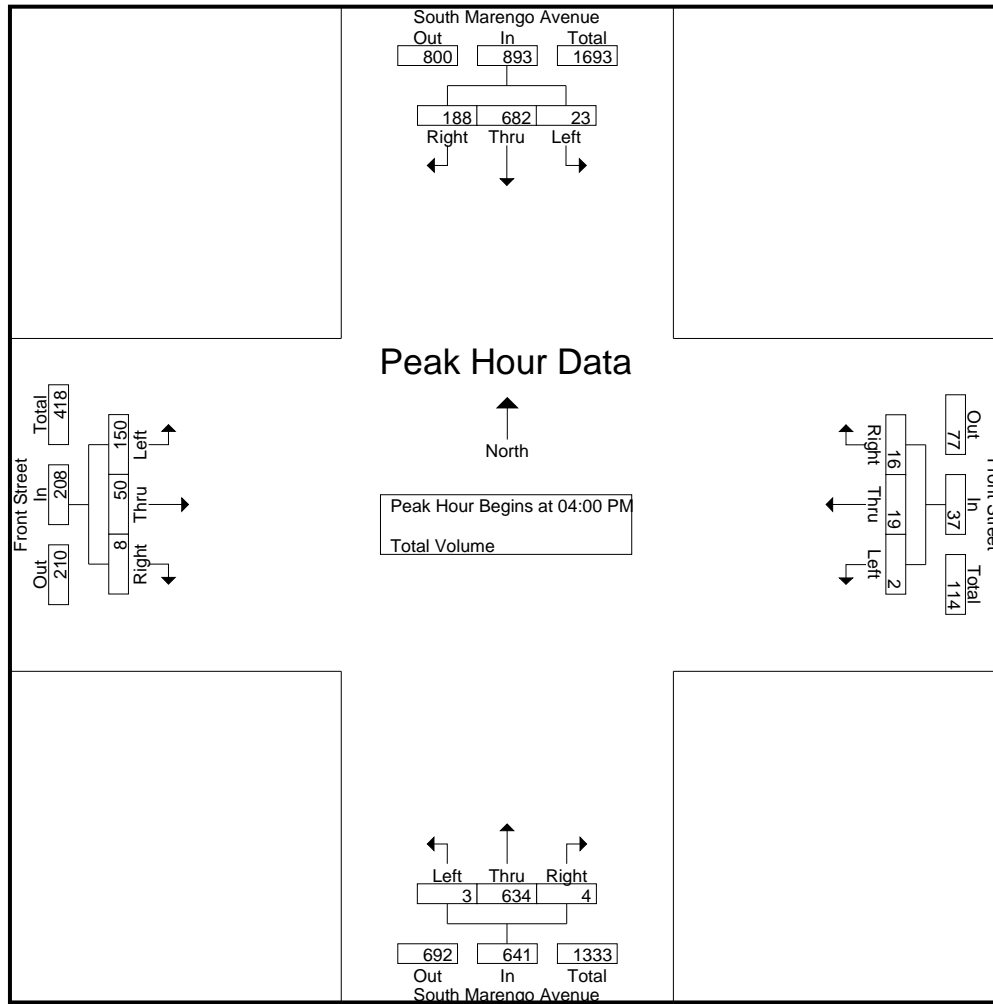 South Marengo Avenue
Out In Total
800 893 1693
188 682 23
Right Thru Left
Peak Hour Data
North
Peak Hour Begins at 04:00 PM
Total Volume
Front Street
Out In Total
210 208 418
8 50 150
Right Thru Left
Front Street
Out In Total
77 37 114
16 19 2
Right Thru Left
Left Thru Right
3 634 4
692 641 1333
Out In Total
South Marengo Avenue